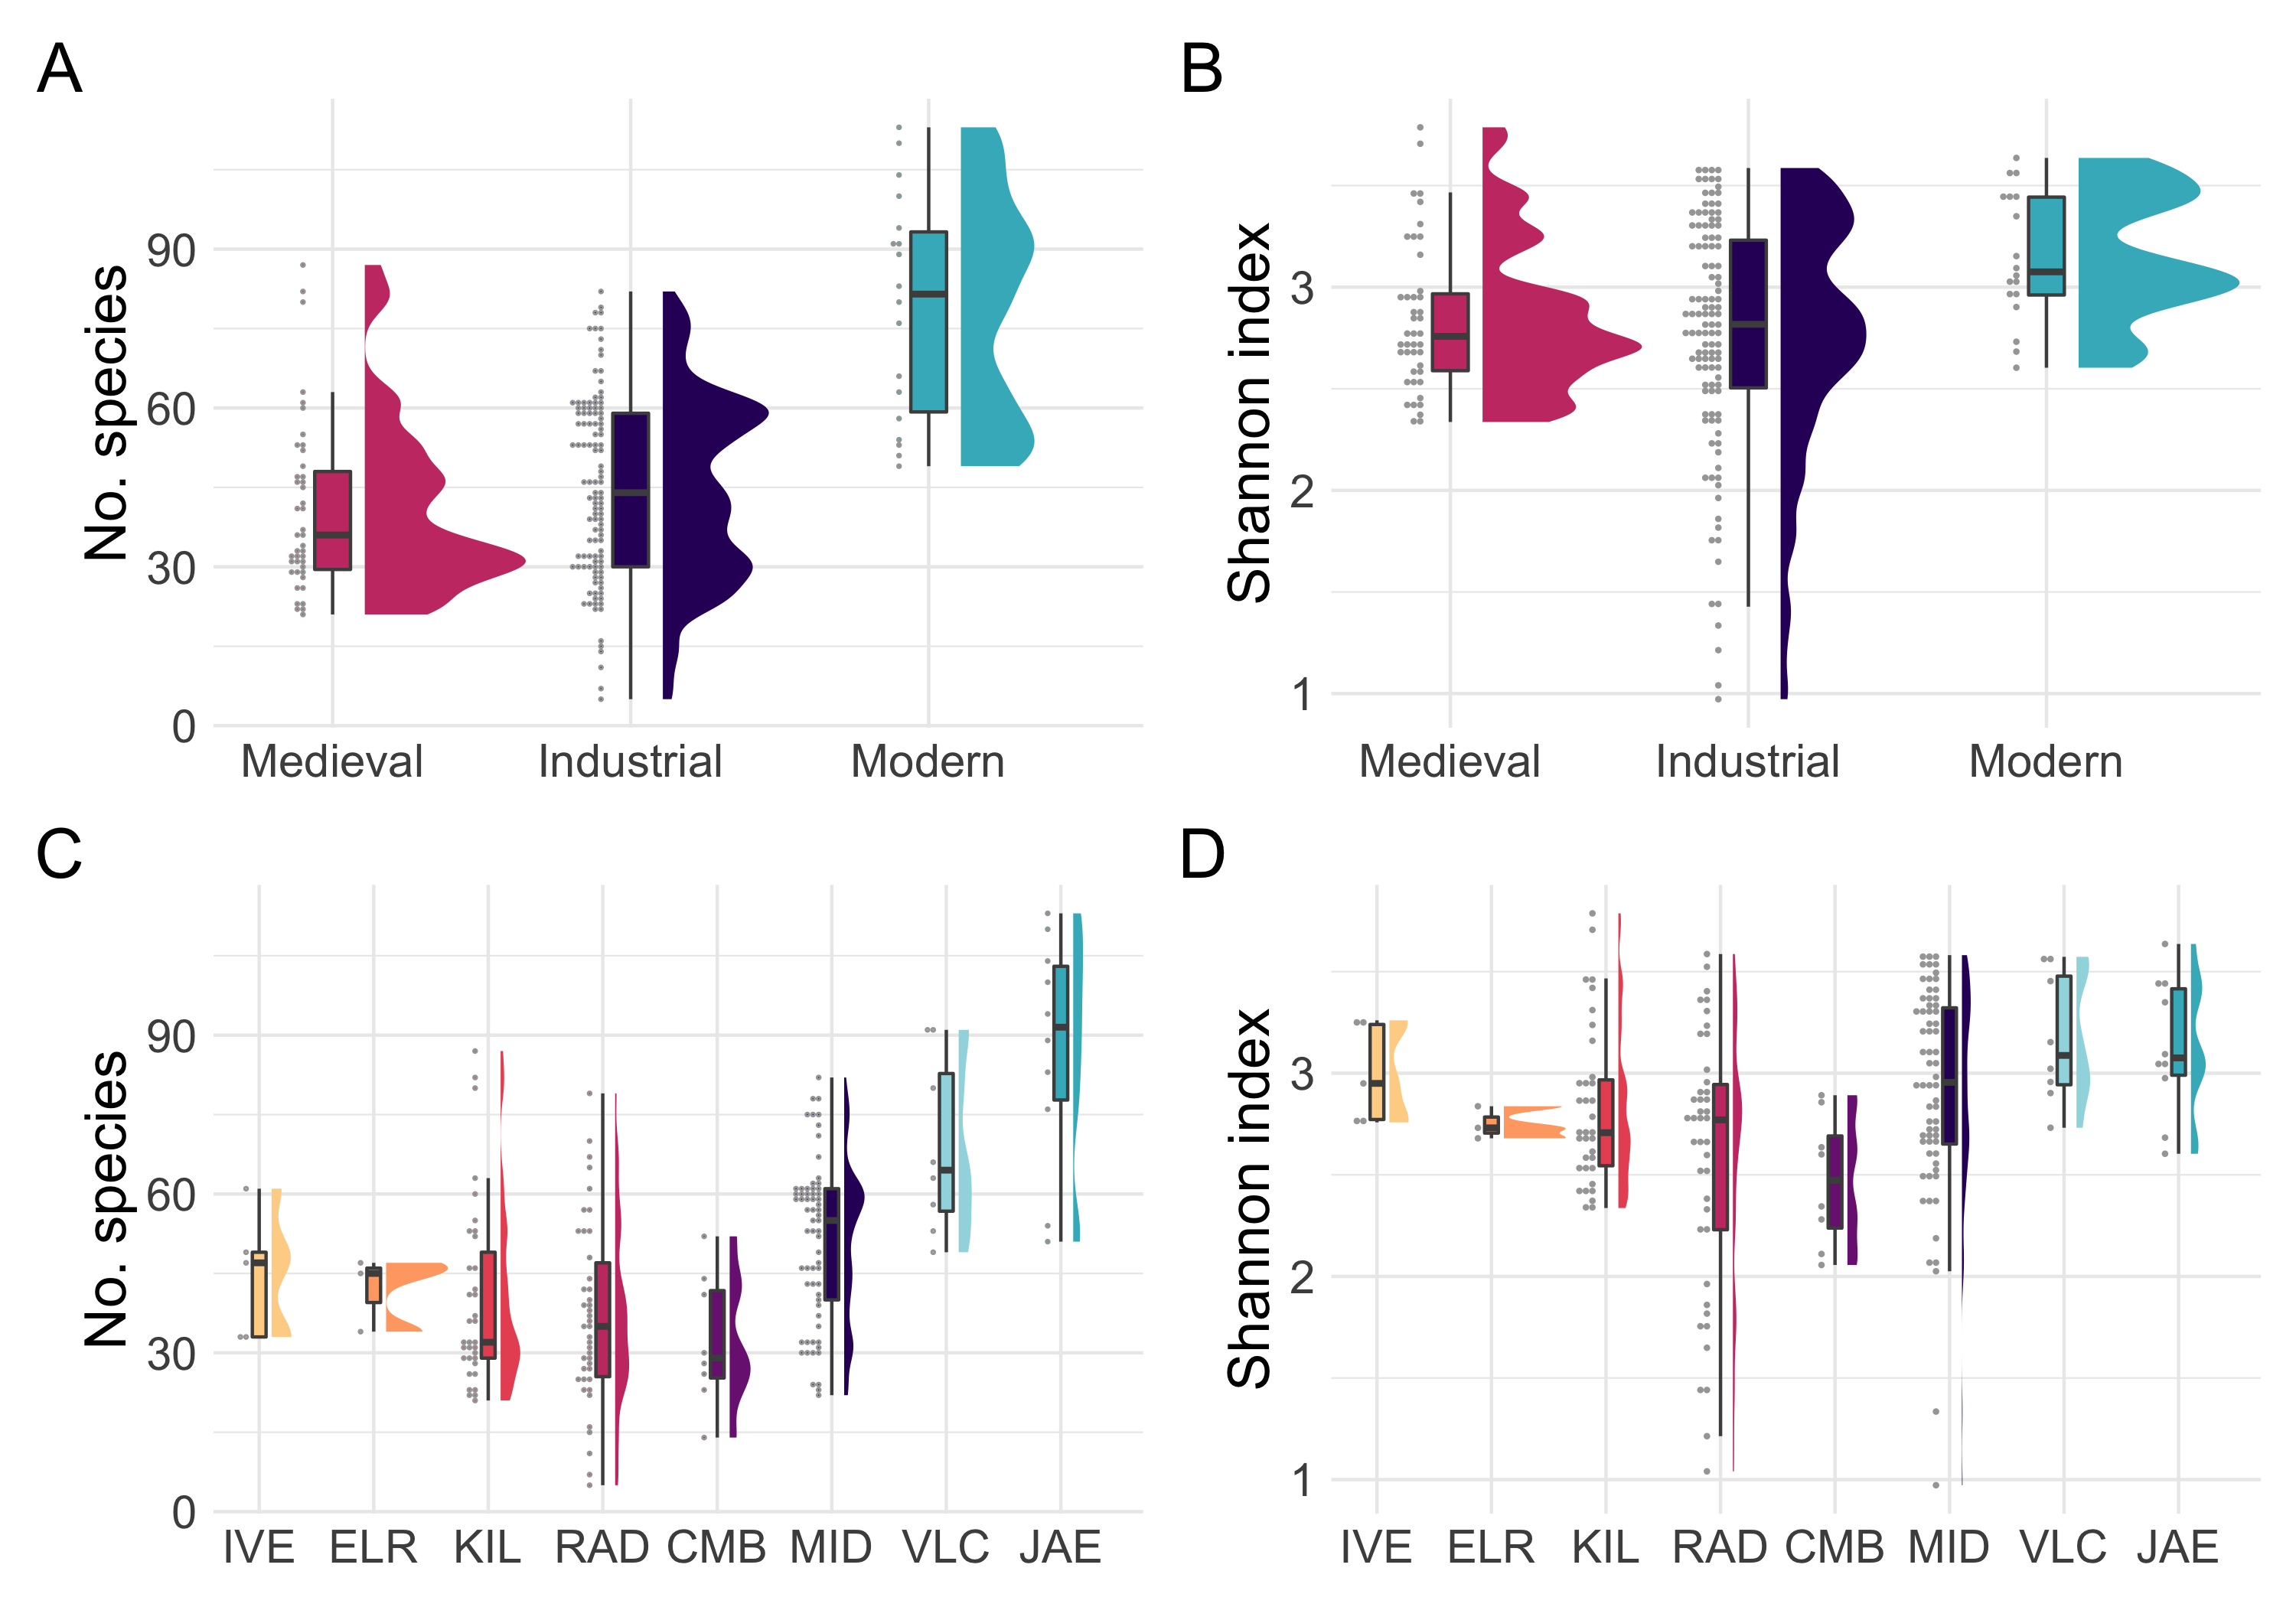 A
No. species
90
60
30
0
Medieval Industrial Modern
B
Shannon index
3
2
1
Medieval Industrial Modern
C
No. species
90
60
30
0
IVE ELR KIL RAD CMB MID VLC JAE
D
Shannon index
3
2
1
IVE ELR KIL RAD CMB MID VLC JAE